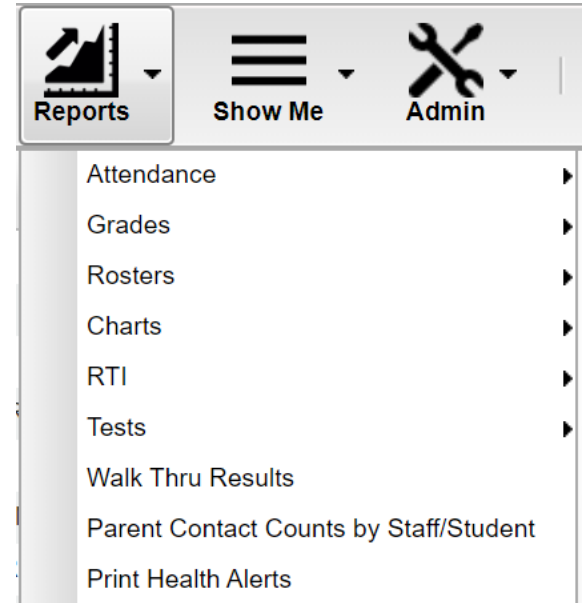 Reports
Show Me
Admin
Attendance
Grades
Rosters
Charts
RTI
Tests
Walk Thru Results
Parent Contact Counts by Staff/Student
Print Health Alerts